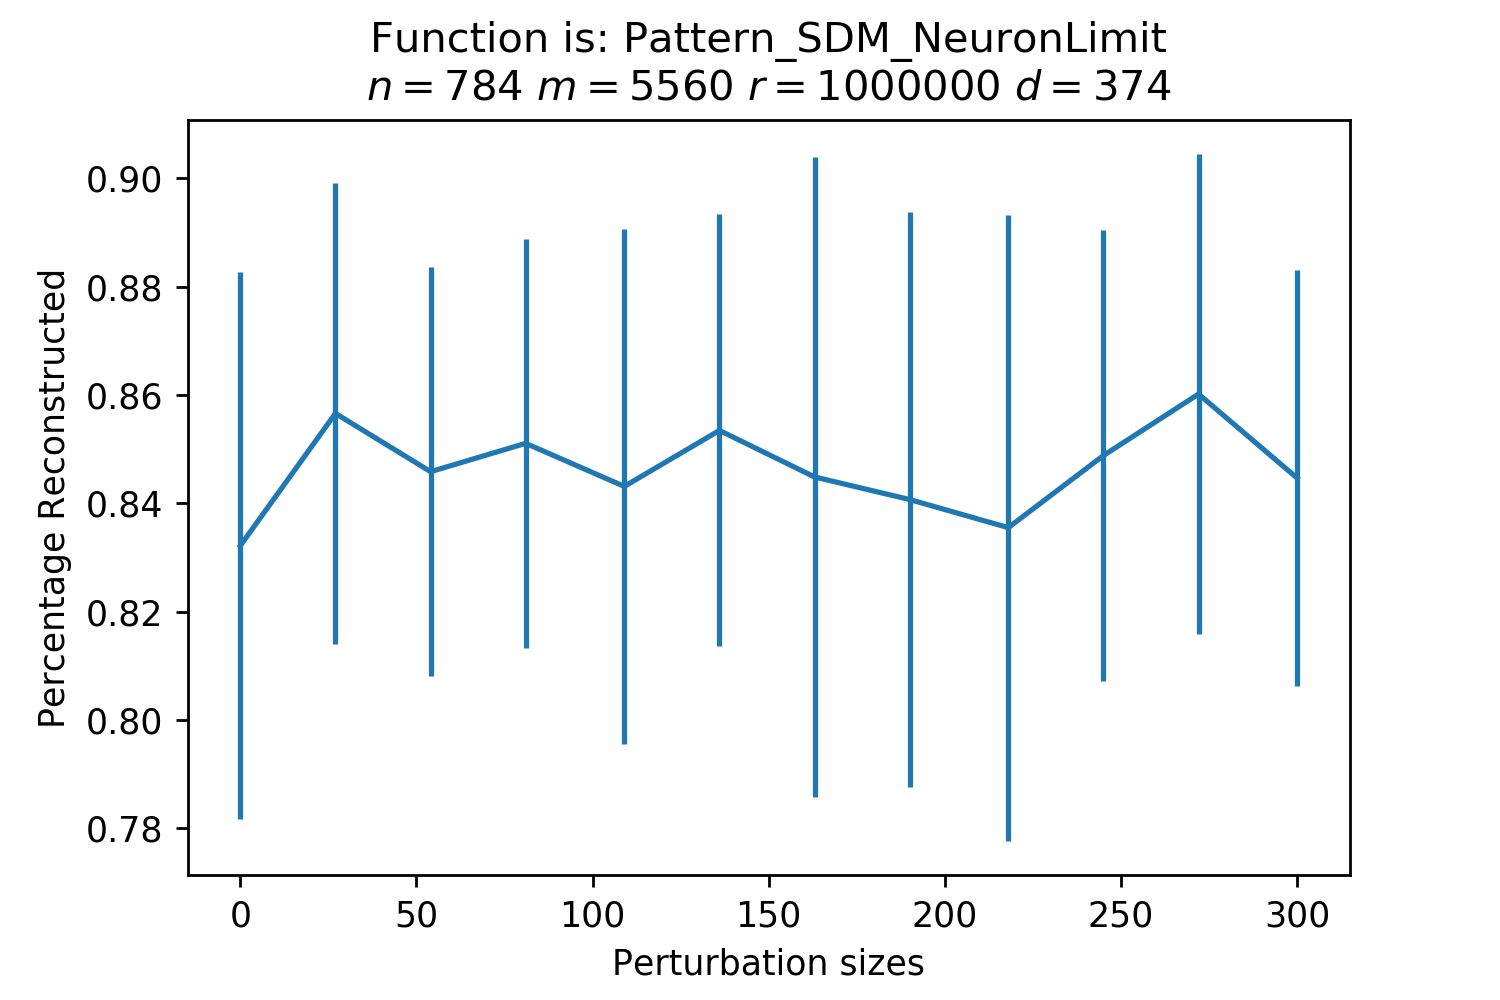 Function is: Pattern_SDM_NeuronLimit
n = 784 m = 5560 r = 1000000 d = 374
0.90
0.88
0.86
0.84
0.82
0.80
0.78
Percentage Reconstructed
0 50 100 150 200 250 300
Perturbation sizes